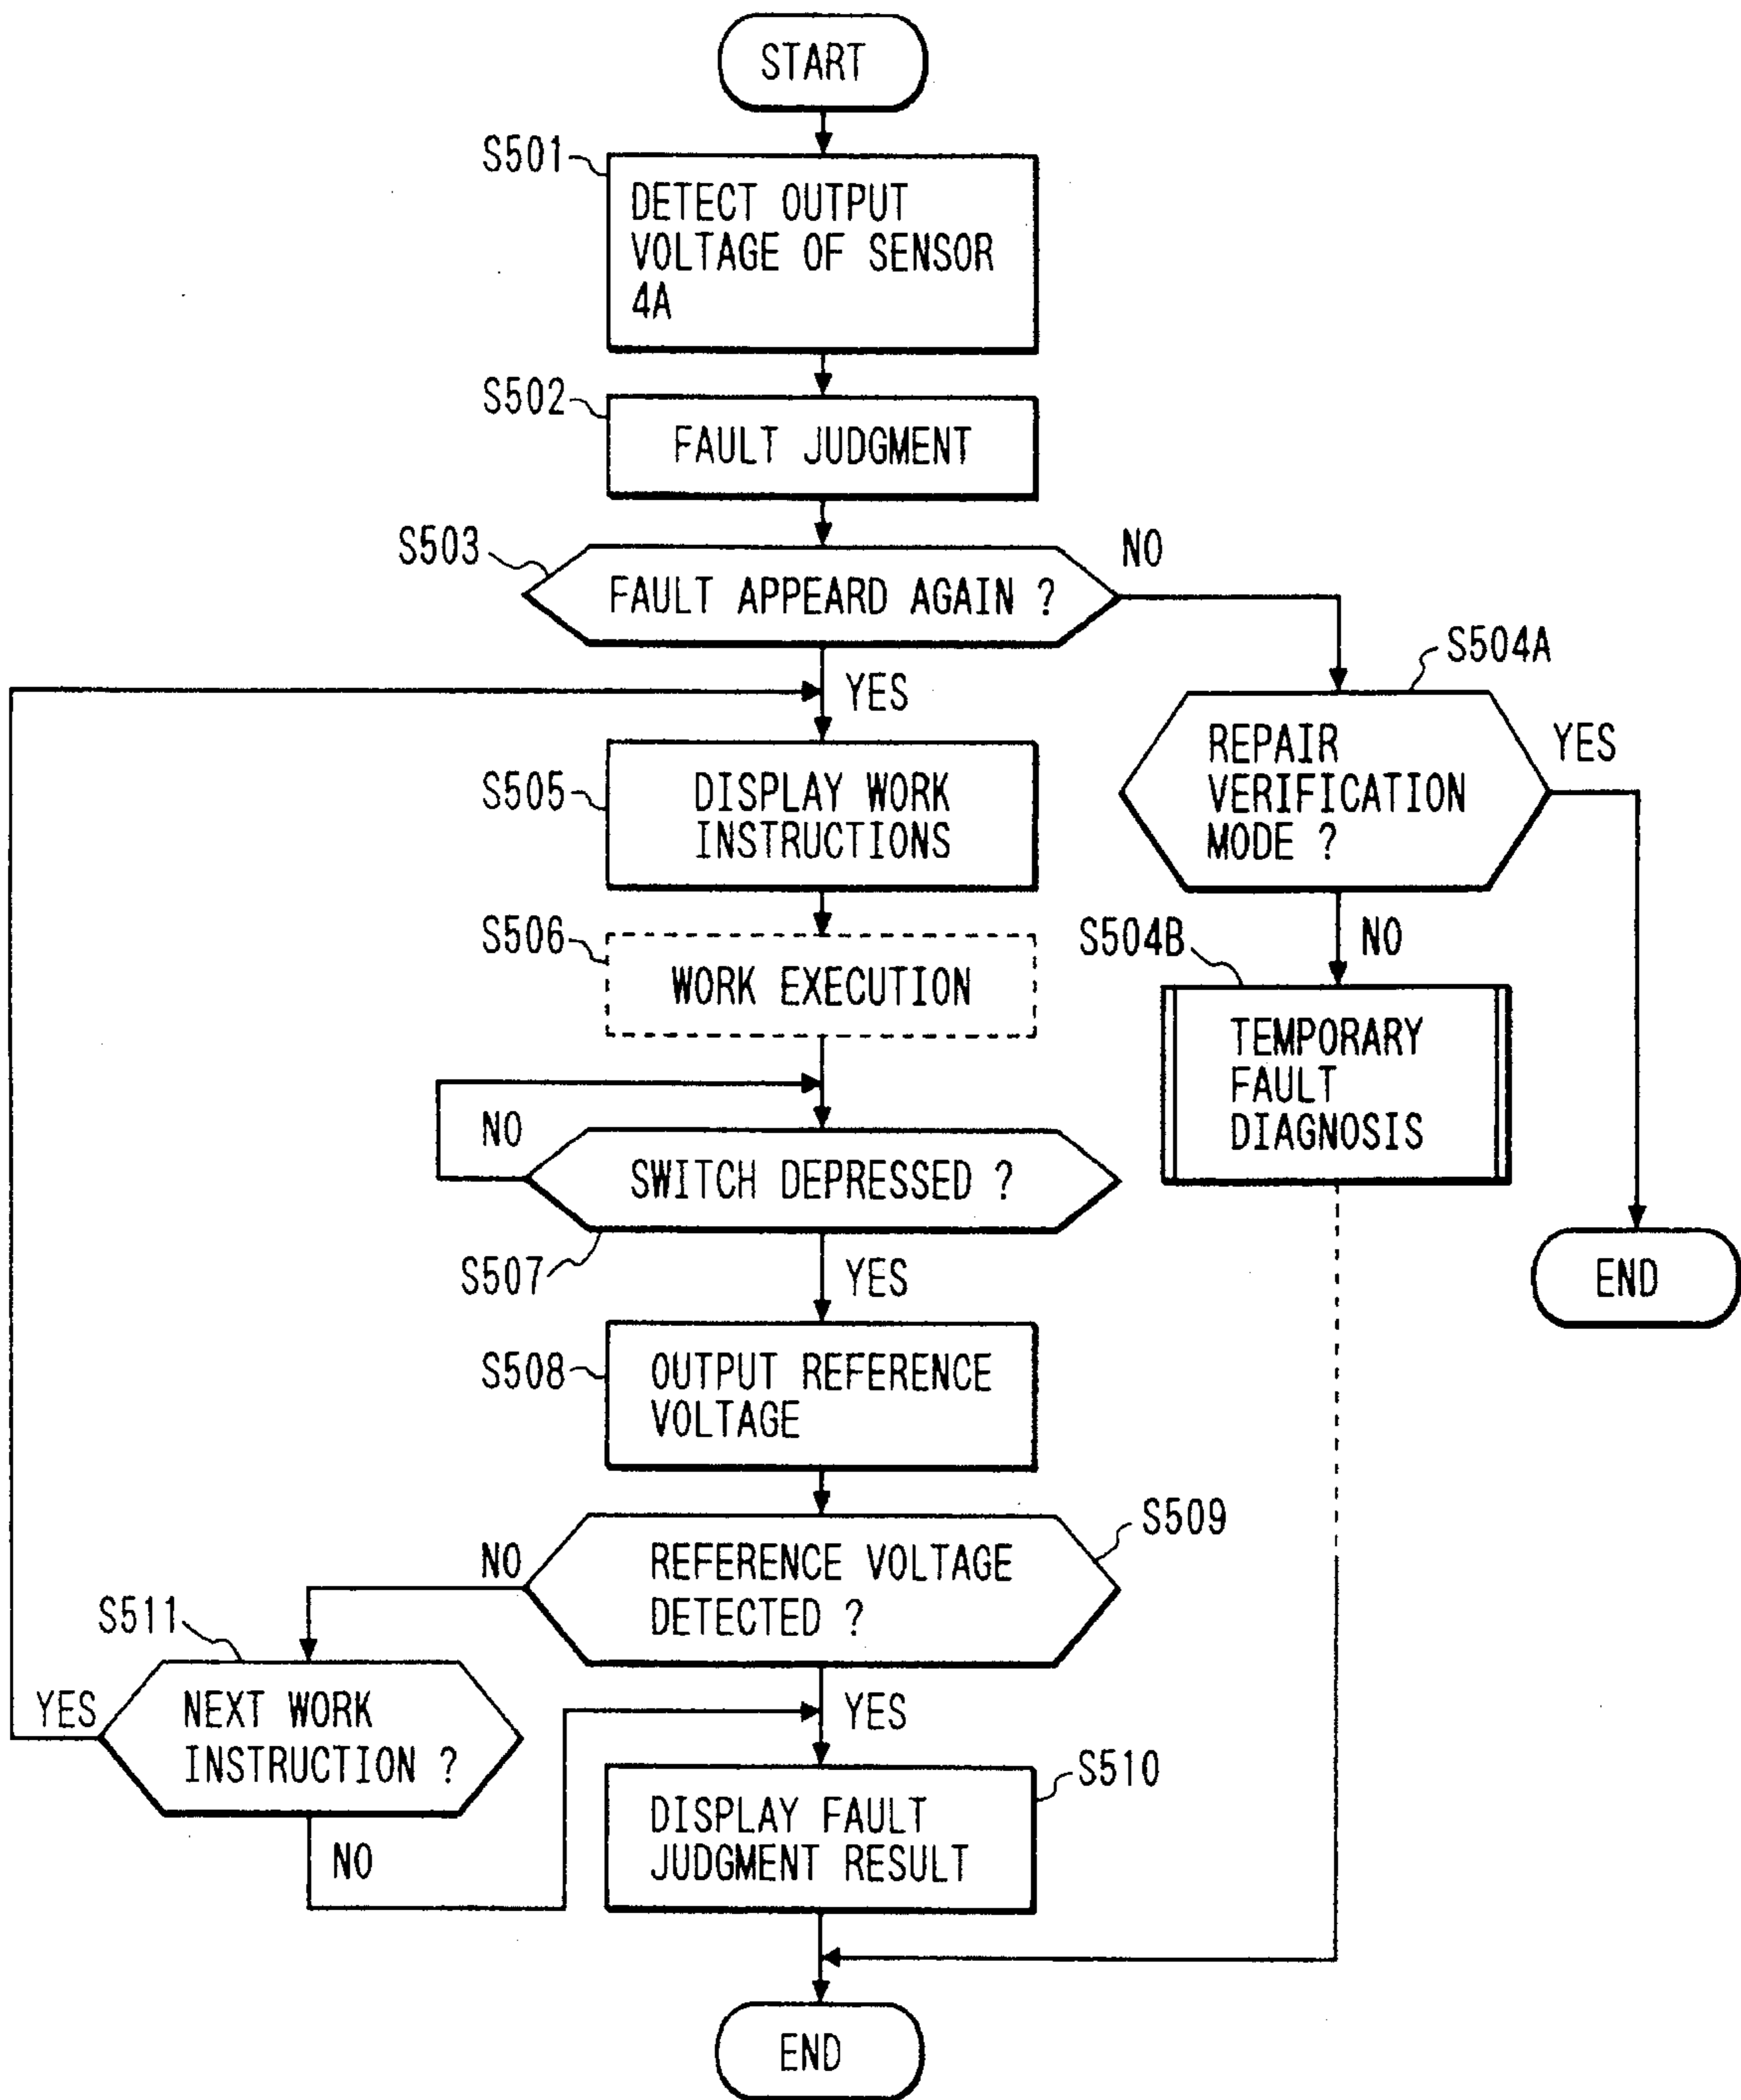 START
S501
DETECT OUTPUT
VOLTAGE OF SENSOR
4A
S502
FAULT JUDGMENT
S503
FAULT APPEARD AGAIN ?
NO
YES
S504A
REPAIR
VERIFICATION
MODE ?
YES
S505
DISPLAY WORK
INSTRUCTIONS
S506
WORK EXECUTION
S504B
NO
TEMPORARY
FAULT
DIAGNOSIS
NO
SWITCH DEPRESSED ?
S507
YES
END
S508
OUTPUT REFERENCE
VOLTAGE
S509
NO
REFERENCE VOLTAGE
DETECTED ?
S511
YES
NEXT WORK
INSTRUCTION ?
NO
YES
S510
DISPLAY FAULT
JUDGMENT RESULT
END